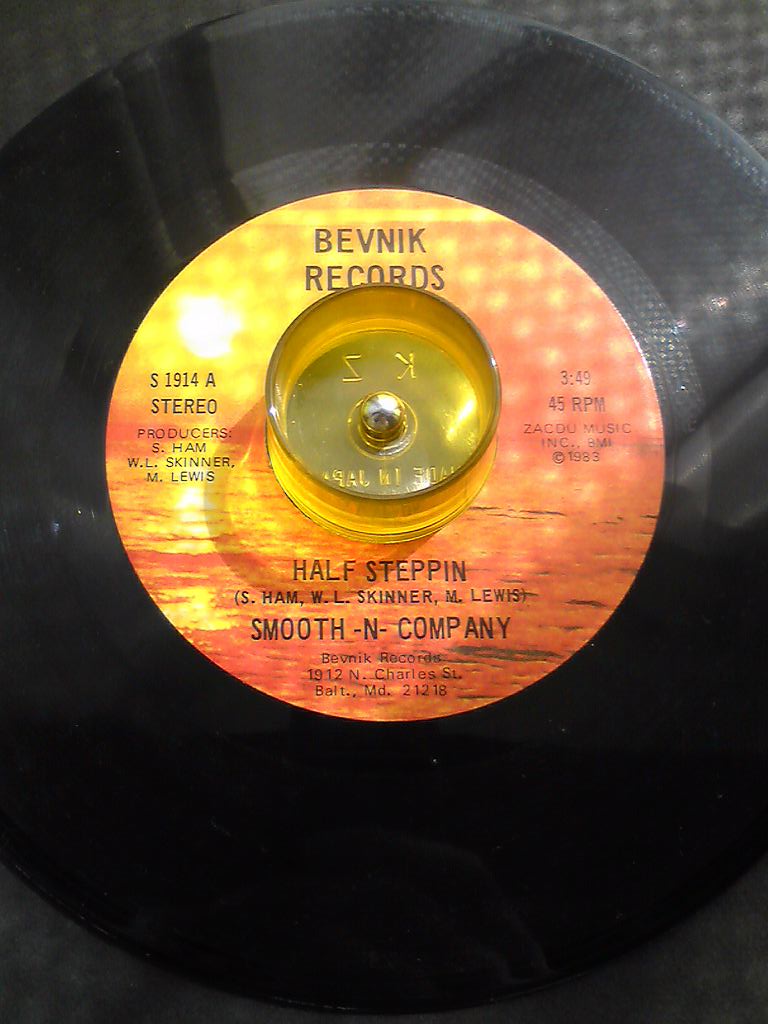 BEVNIK
RECORDS
S 1914 A
STEREO
PRODUCERS:
S. HAM
W.L. SKINNER,
M. LEWIS
3:49
45 RPM
ZACDU MUSIC
INC., BMI
©1983
K Z
HALF STEPPIN
(S. HAM, W.L. SKINNER, M. LEWIS)
SMOOTH -N- COMPANY
Bevnik Records
1912 N. Charles St.
Balt., Md. 21218